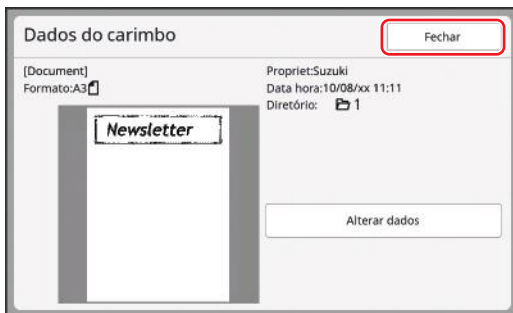 Dados do carimbo
Fechar
[Document]
Formato:A3
Propriet:Suzuki
Data hora:10/08/xx 11:11
Diretório: 1
Newsletter
Alterar dados